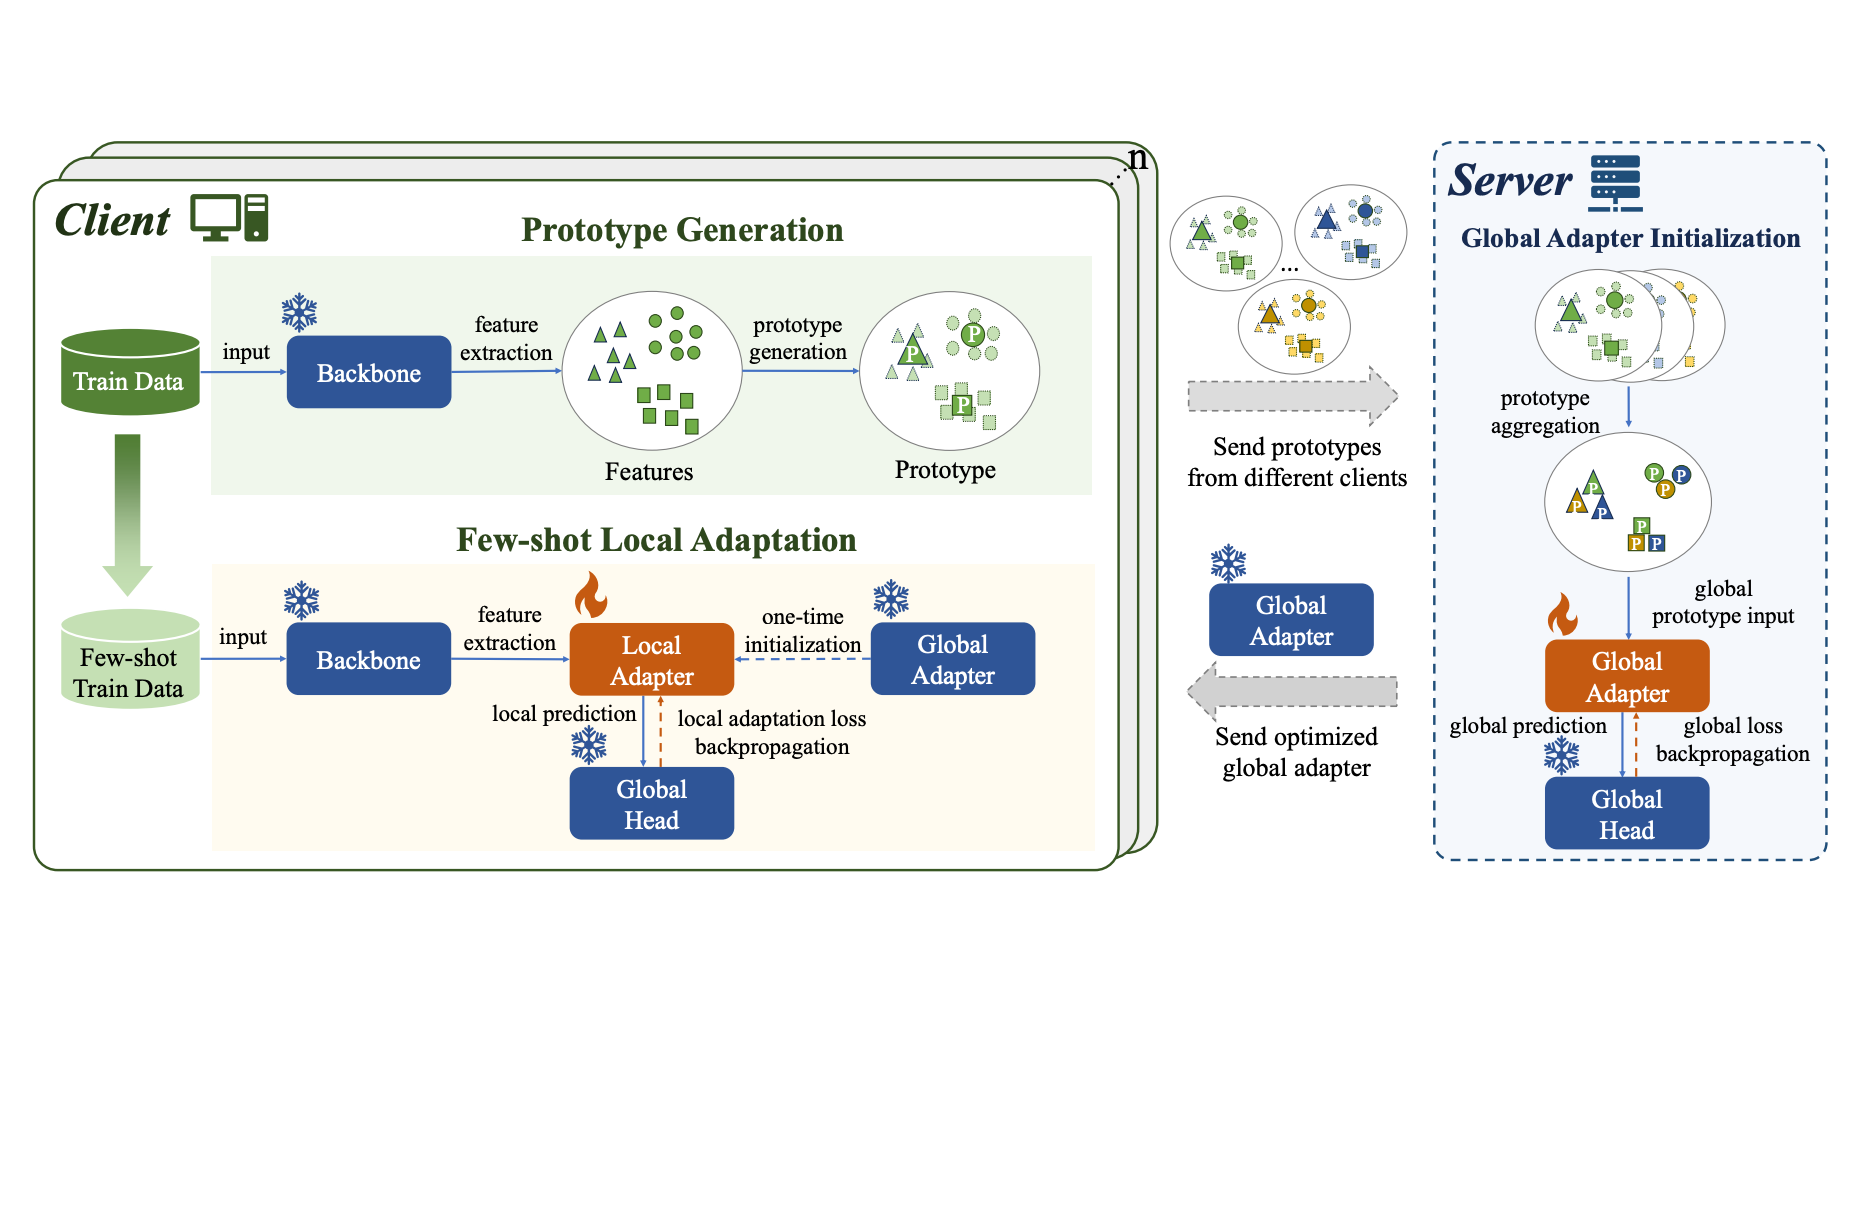 Client
n
Prototype Generation
Train Data
input
Backbone
feature
extraction
Features
prototype
generation
P
P
P
Prototype
Few-shot Local Adaptation
Few-shot
Train Data
input
Backbone
feature
extraction
Local
Adapter
one-time
initialization
Global
Adapter
local prediction
local adaptation loss
backpropagation
Global
Head
...
Send prototypes
from different clients
Global
Adapter
Send optimized
global adapter
Server
Global Adapter Initialization
prototype
aggregation
P
P
P
P
P
P
P
P
P
global
prototype input
Global
Adapter
global prediction
global loss
backpropagation
Global
Head